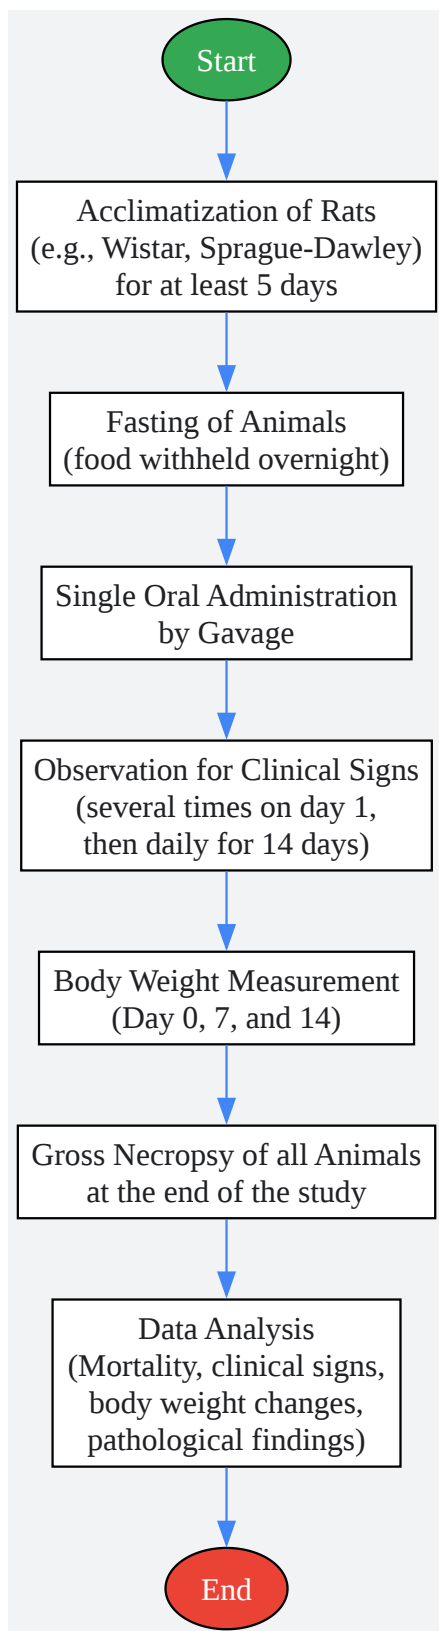 Start
Acclimatization of Rats
(e.g., Wistar, Sprague-Dawley)
for at least 5 days
Fasting of Animals
(food withheld overnight)
Single Oral Administration
by Gavage
Observation for Clinical Signs
(several times on day 1,
then daily for 14 days)
Body Weight Measurement
(Day 0, 7, and 14)
Gross Necropsy of all Animals
at the end of the study
Data Analysis
(Mortality, clinical signs,
body weight changes,
pathological findings)
End